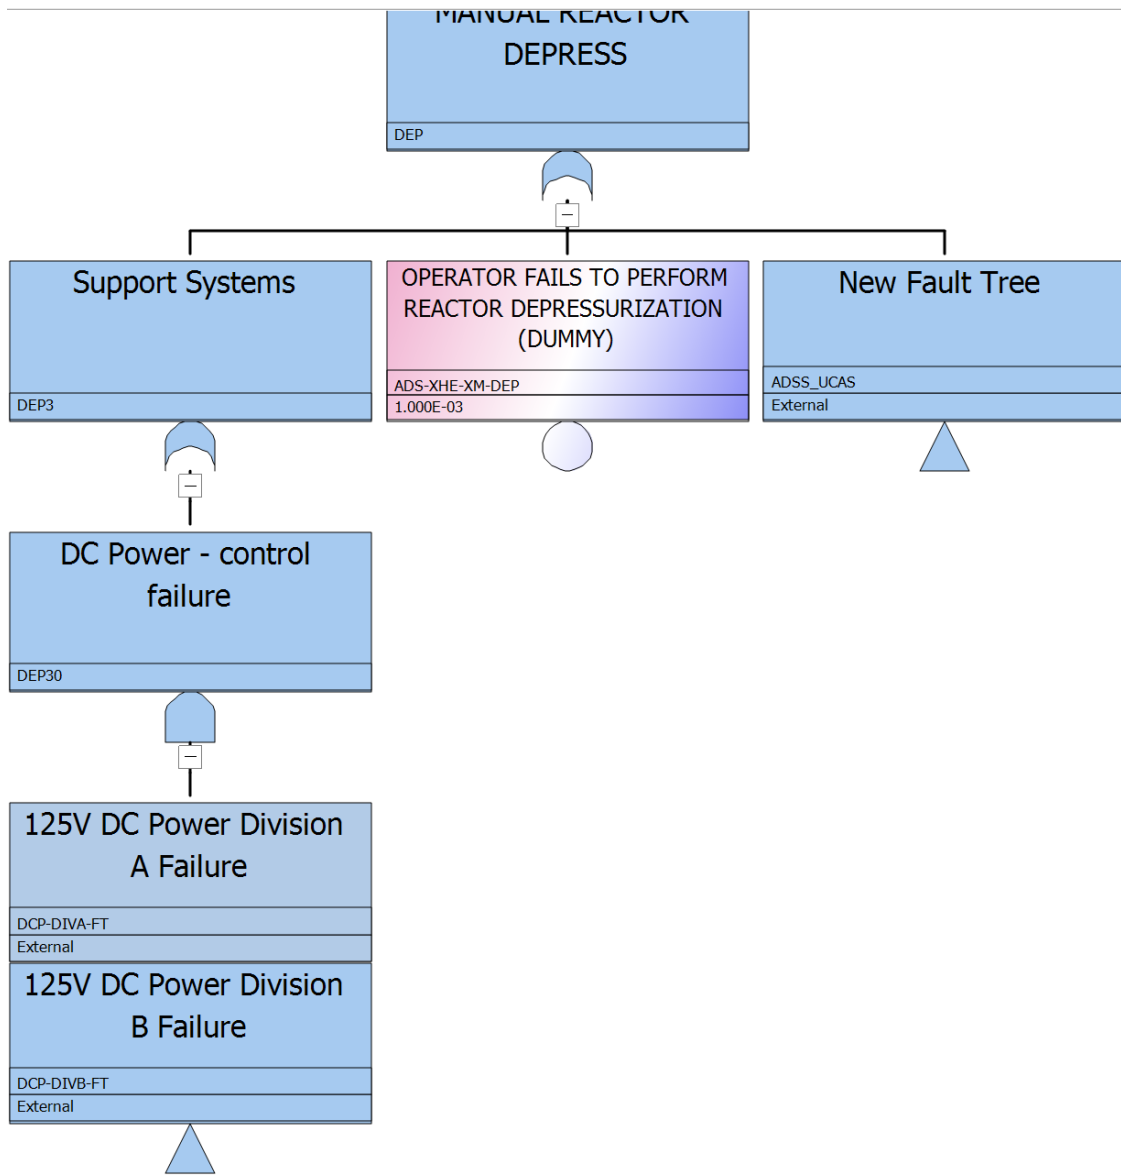 MANUAL REACTOR
DEPRESS
DEP
Support Systems
DEP3
OPERATOR FAILS TO PERFORM
REACTOR DEPRESSURIZATION
(DUMMY)
ADS-XHE-XM-DEP
1.000E-03
New Fault Tree
ADSS_UCAS
External
DC Power - control
failure
DEP30
125V DC Power Division
A Failure
DCP-DIVA-FT
External
125V DC Power Division
B Failure
DCP-DIVB-FT
External